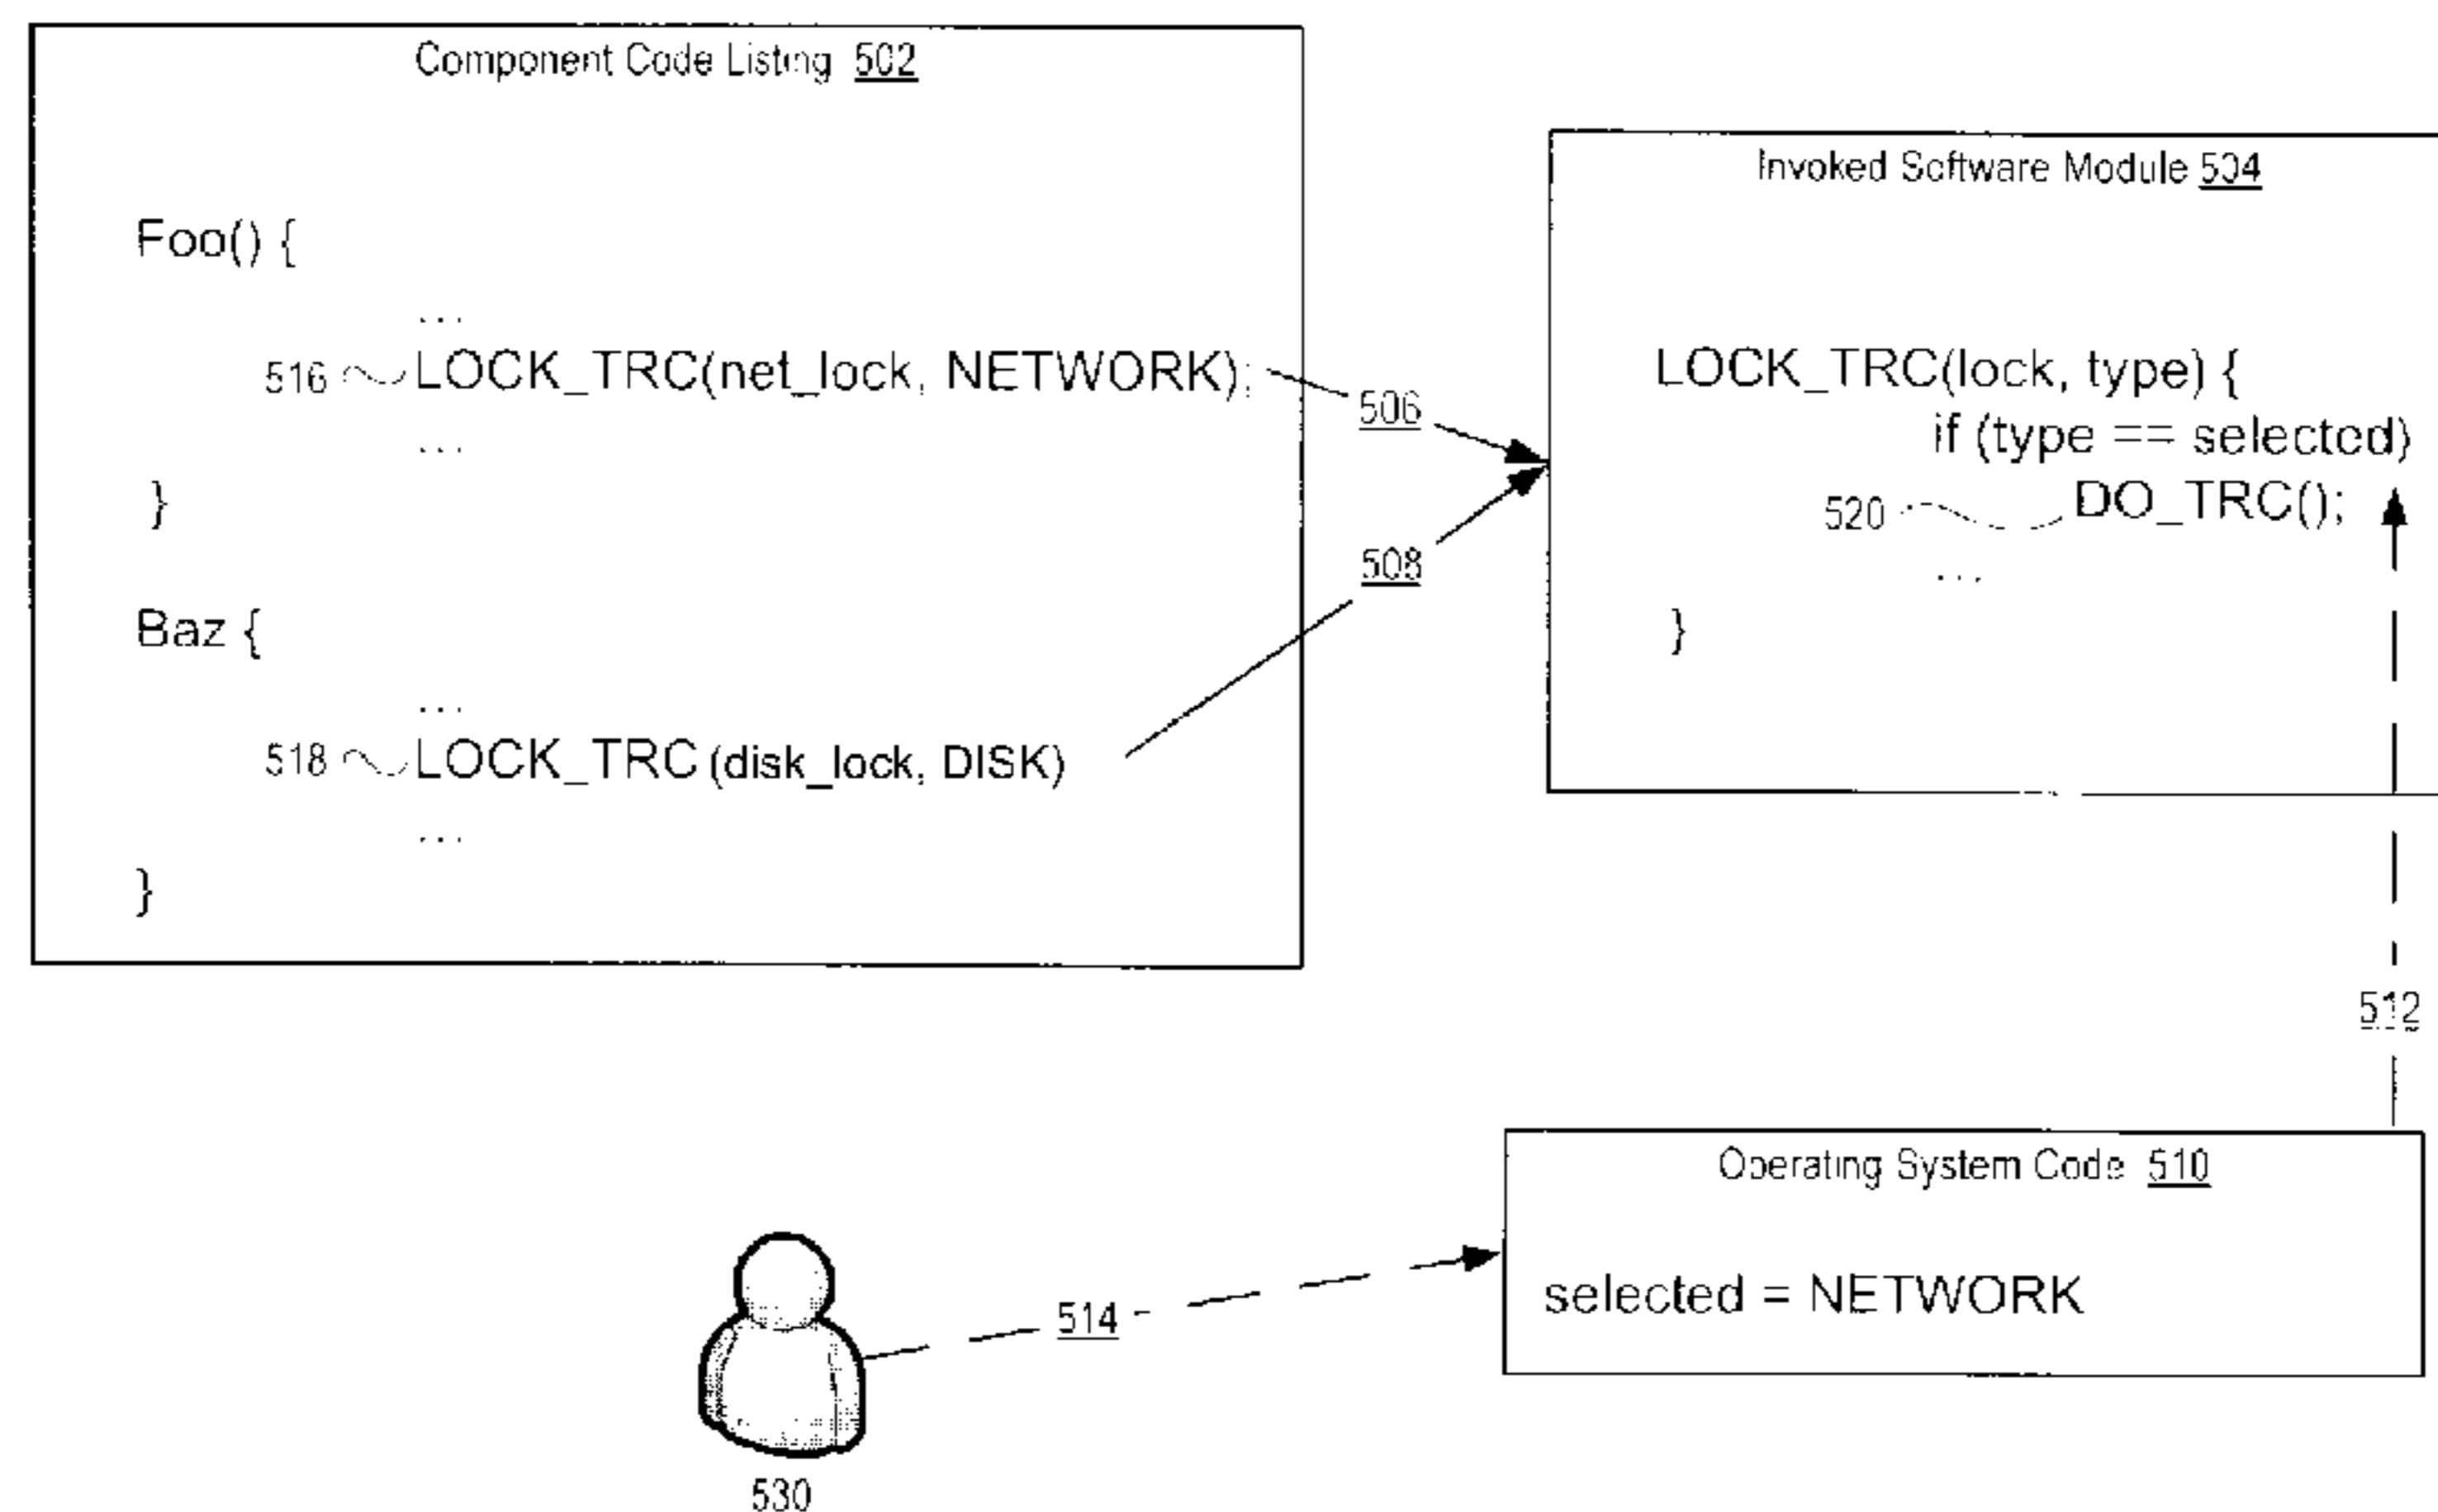 Component Code Listing 502
Foo() {
...
516 LOCK_TRC(net_lock, NETWORK);
...
}
Baz {
...
518 LOCK_TRC (disk_lock, DISK)
...
}
506
508
Invoked Software Module 504
LOCK_TRC(lock, type) {
if (type == selected)
520 DO_TRC();
...
}
512
Operating System Code 510
selected = NETWORK
514
530